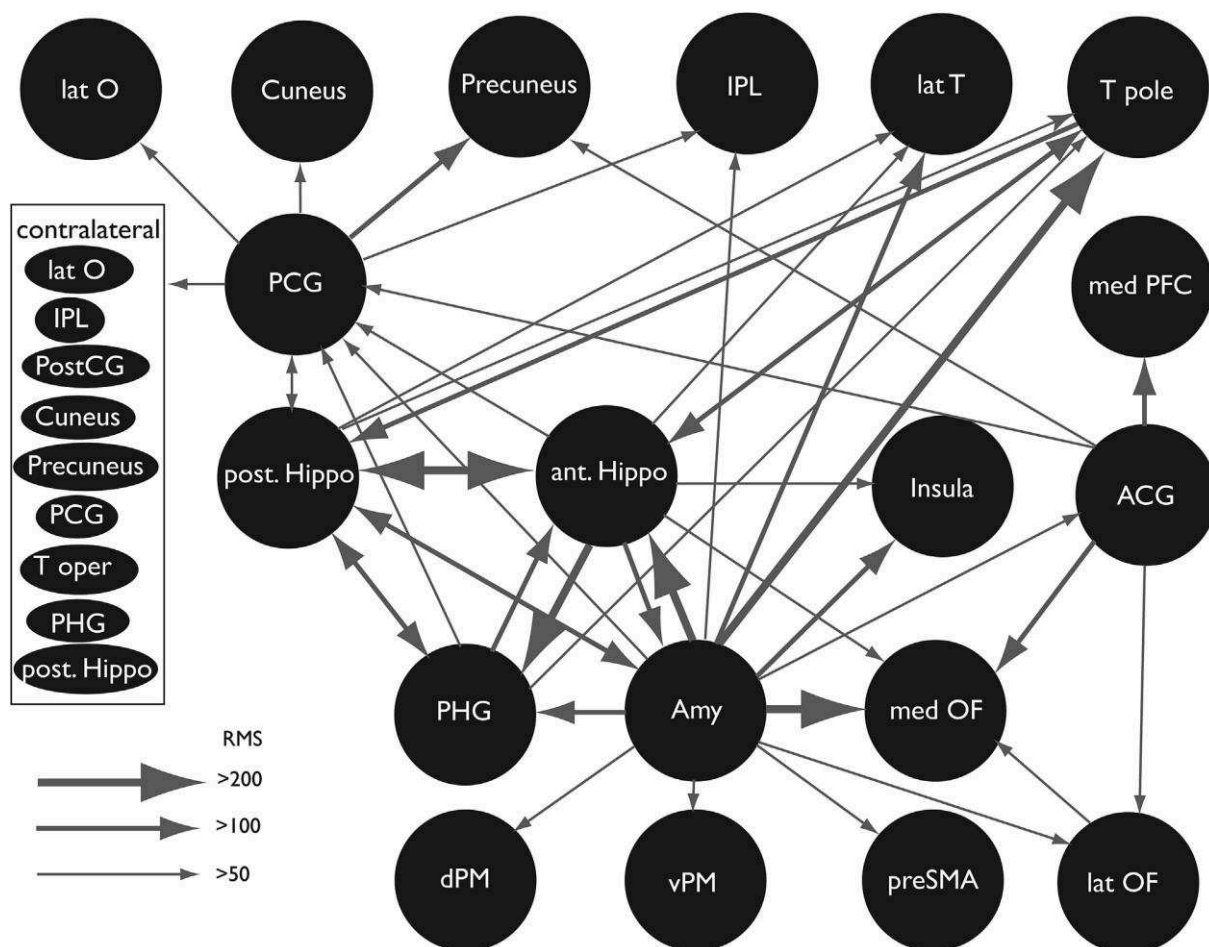 lat O
Cuneus
Precuneus
IPL
lat T
T pole
contralateral
lat O
IPL
PostCG
Cuneus
Precuneus
PCG
T oper
PHG
post. Hippo
PCG
med PFC
post. Hippo
ant. Hippo
Insula
ACG
PHG
Amy
med OF
RMS
>200
>100
>50
dPM
vPM
preSMA
lat OF